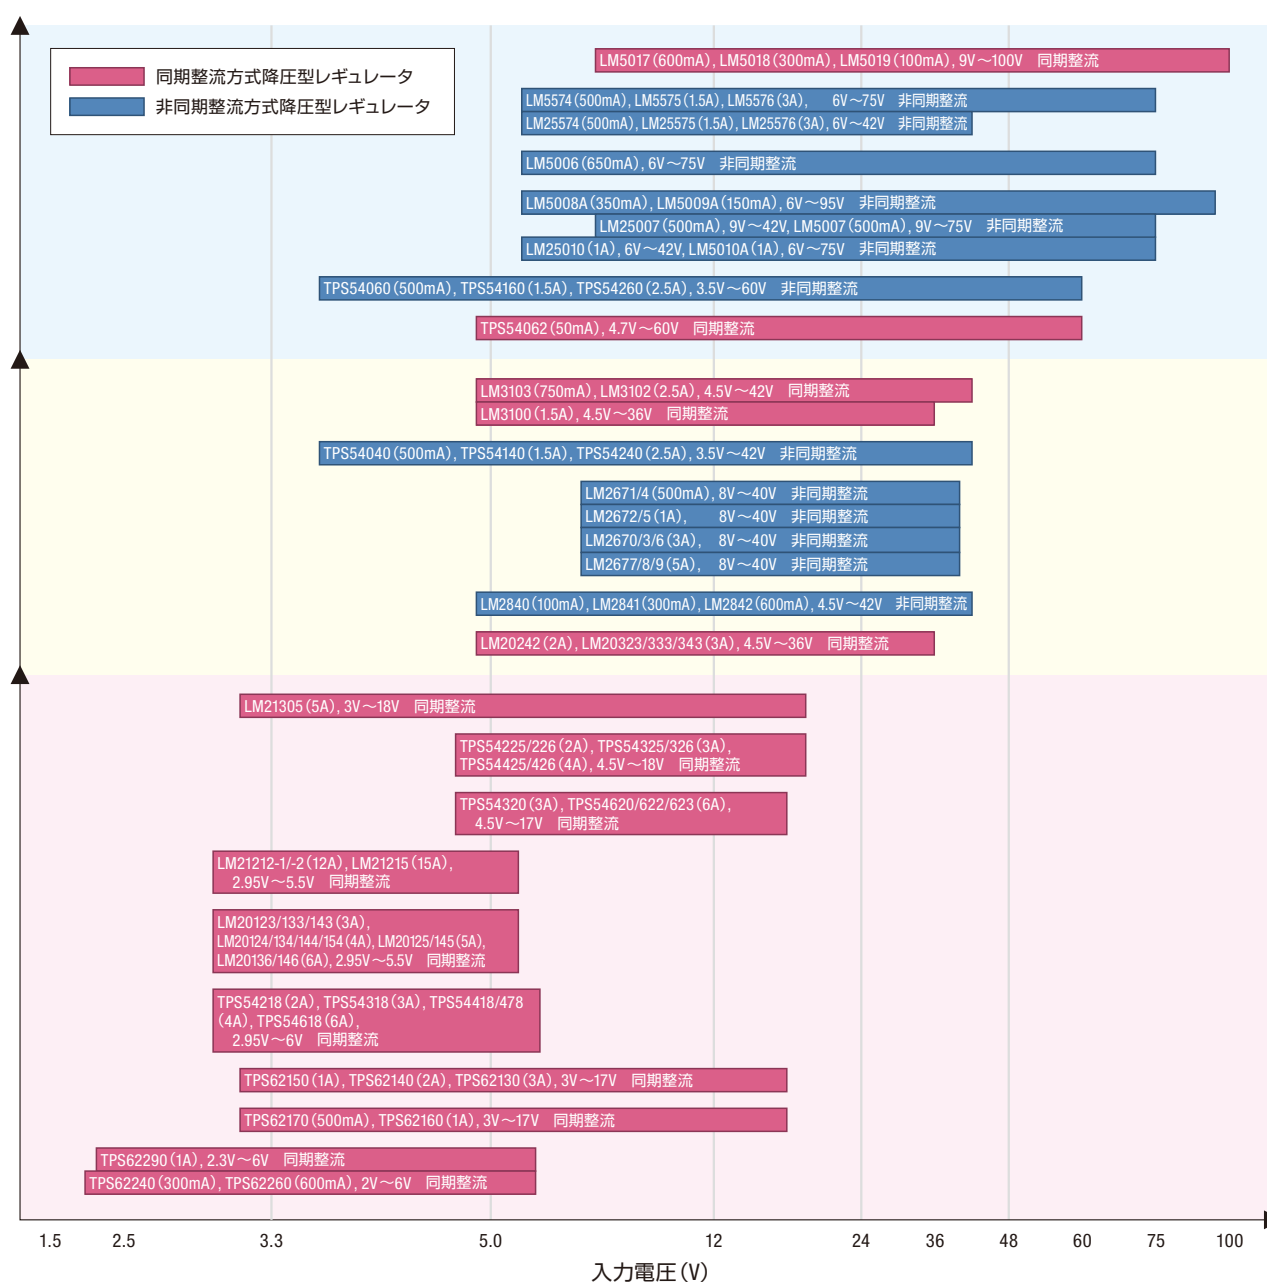 同期整流方式降圧型レギュレータ
非同期整流方式降圧型レギュレータ
LM5017(600mA), LM5018(300mA), LM5019(100mA), 9V～100V 同期整流
LM5574(500mA), LM5575(1.5A), LM5576(3A), 6V～75V 非同期整流
LM25574(500mA), LM25575(1.5A), LM25576(3A), 6V～42V 非同期整流
LM5006(650mA), 6V～75V 非同期整流
LM5008A(350mA), LM5009A(150mA), 6V～95V 非同期整流
LM25007(500mA), 9V～42V, LM5007(500mA), 9V～75V 非同期整流
LM25010(1A), 6V～42V, LM5010A(1A), 6V～75V 非同期整流
TPS54060(500mA), TPS54160(1.5A), TPS54260(2.5A), 3.5V～60V 非同期整流
TPS54062(50mA), 4.7V～60V 同期整流
LM3103(750mA), LM3102(2.5A), 4.5V～42V 同期整流
LM3100(1.5A), 4.5V～36V 同期整流
TPS54040(500mA), TPS54140(1.5A), TPS54240(2.5A), 3.5V～42V 非同期整流
LM2671/4(500mA), 8V～40V 非同期整流
LM2672/5(1A), 8V～40V 非同期整流
LM2670/3/6(3A), 8V～40V 非同期整流
LM2677/8/9(5A), 8V～40V 非同期整流
LM2840(100mA), LM2841(300mA), LM2842(600mA), 4.5V～42V 非同期整流
LM20242(2A), LM20323/333/343(3A), 4.5V～36V 同期整流
LM21305(5A), 3V～18V 同期整流
TPS54225/226(2A), TPS54325/326(3A),
TPS54425/426(4A), 4.5V～18V 同期整流
TPS54320(3A), TPS54620/622/623(6A),
4.5V～17V 同期整流
LM21212-1/-2(12A), LM21215(15A),
2.95V～5.5V 同期整流
LM20123/133/143(3A),
LM20124/134/144/154(4A), LM20125/145(5A),
LM20136/146(6A), 2.95V～5.5V 同期整流
TPS54218(2A), TPS54318(3A), TPS54418/478
(4A), TPS54618(6A),
2.95V～6V 同期整流
TPS62150(1A), TPS62140(2A), TPS62130(3A), 3V～17V 同期整流
TPS62170(500mA), TPS62160(1A), 3V～17V 同期整流
TPS62290(1A), 2.3V～6V 同期整流
TPS62240(300mA), TPS62260(600mA), 2V～6V 同期整流
1.5 2.5 3.3 5.0 12 24 36 48 60 75 100
入力電圧(V)